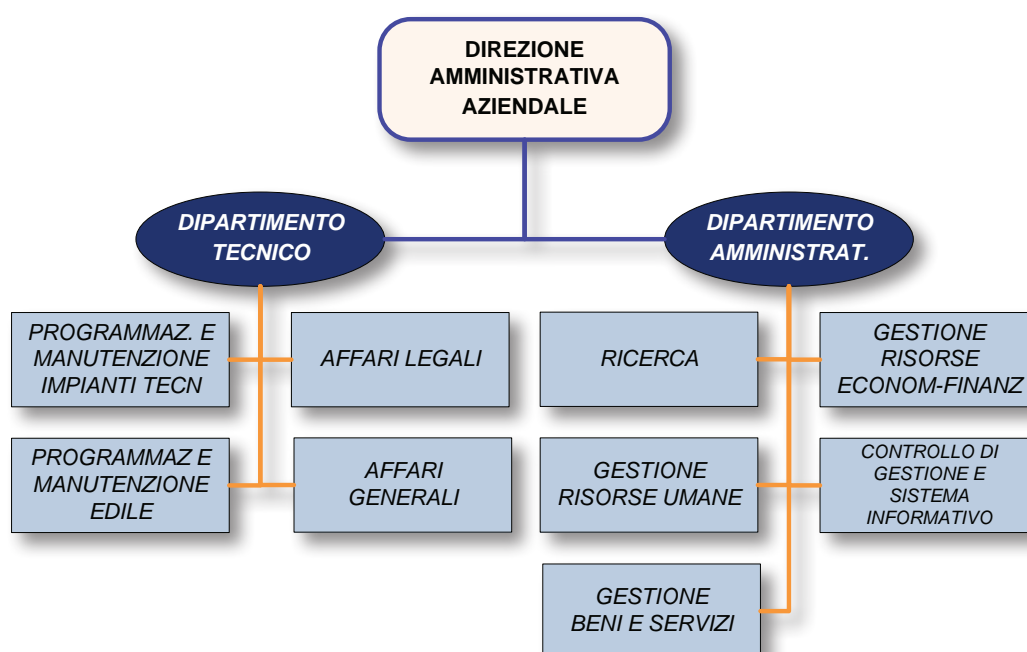 DIREZIONE
AMMINISTRATIVA
AZIENDALE
DIPARTIMENTO
TECNICO
DIPARTIMENTO
AMMINISTRAT.
PROGRAMMAZ. E
MANUTENZIONE
IMPIANTI TECN
AFFARI LEGALI
RICERCA
GESTIONE
RISORSE
ECONOM-FINANZ
PROGRAMMAZ E
MANUTENZIONE
EDILE
AFFARI
GENERALI
GESTIONE
RISORSE UMANE
CONTROLLO DI
GESTIONE E
SISTEMA
INFORMATIVO
GESTIONE
BENI E SERVIZI